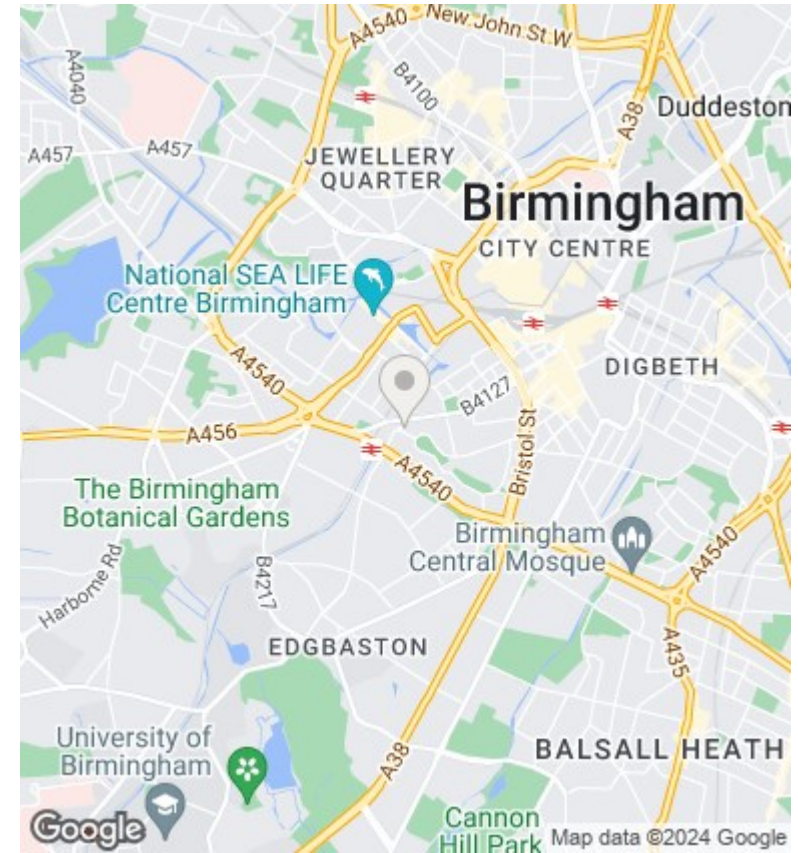 A4540
New John St W
A4040
B4100
A38
Duddeston
A457
A457
JEWELLERY
QUARTER
Birmingham
CITY CENTRE
National SEA LIFE
Centre Birmingham
DIGBETH
A4540
B4127
Bristol St
A456
A4540
The Birmingham
Botanical Gardens
Birmingham
Central Mosque
A4540
Harborne Rd
B4217
A435
EDGBASTON
University of
Birmingham
A38
BALSALL HEATH
Cannon
Hill Park
Google
Map data ©2024 Google